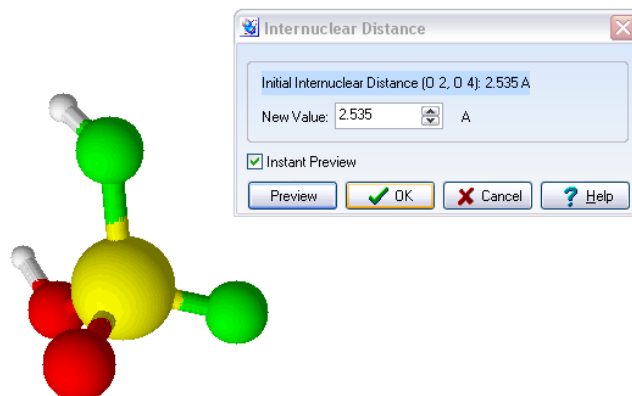 Internuclear Distance
Initial Internuclear Distance (O 2, O 4): 2.535 A
New Value: 2.535 A
Instant Preview
Preview OK Cancel ? Help